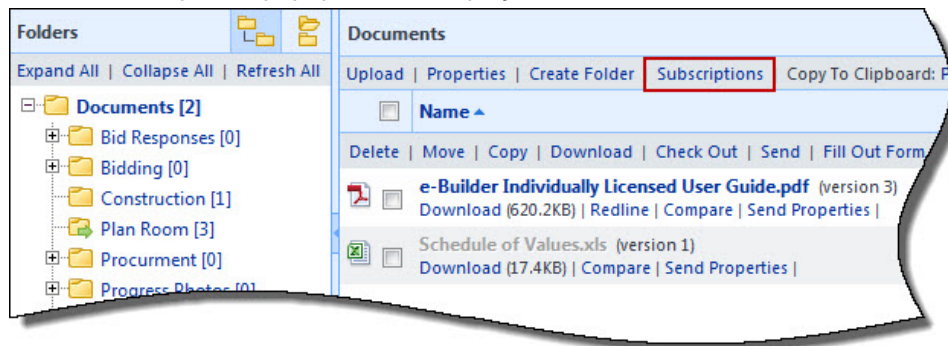 Folders
Expand All | Collapse All | Refresh All
Documents [2]
Bid Responses [0]
Bidding [0]
Construction [1]
Plan Room [3]
Procurment [0]
Progress Photos [0]
Documents
Upload | Properties | Create Folder | Subscriptions | Copy To Clipboard: P
Name
Delete | Move | Copy | Download | Check Out | Send | Fill Out Form
e-Builder Individually Licensed User Guide.pdf (version 3)
Download (620.2KB) | Redline | Compare | Send Properties |
Schedule of Values.xls (version 1)
Download (17.4KB) | Compare | Send Properties |